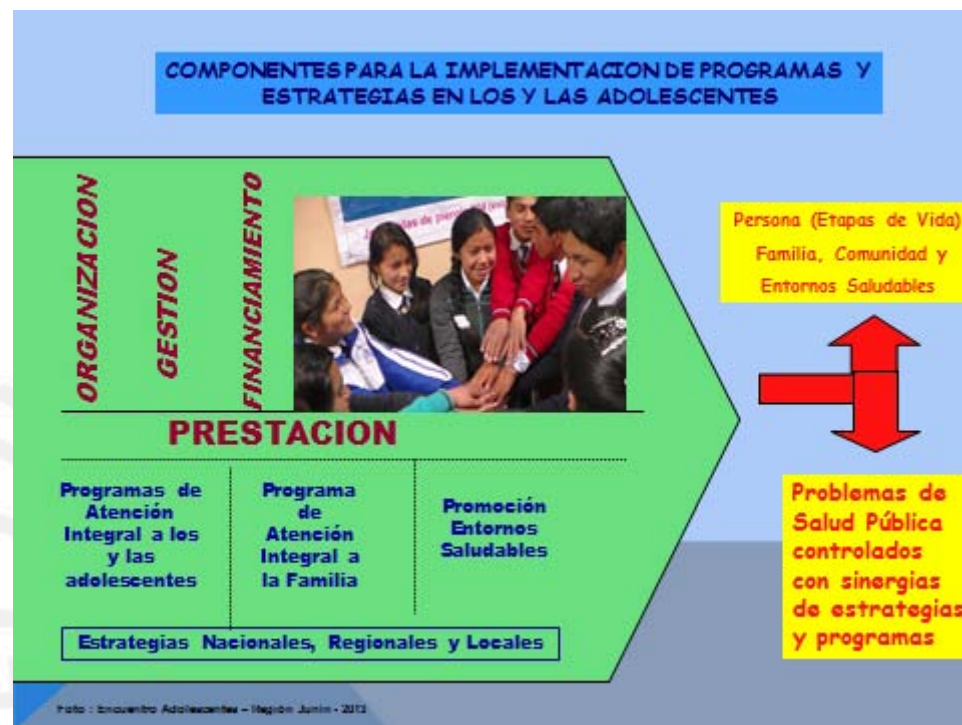 COMPONENTES PARA LA IMPLEMENTACION DE PROGRAMAS Y
ESTRATEGIAS EN LOS Y LAS ADOLESCENTES
ORGANIZACION
GESTION
FINANCIAMIENTO
PRESTACION
Programas de
Atención
Integral a los
y las
adolescentes
Programa
de
Atención
Integral a
la Familia
Promoción
Entornos
Saludables
Estrategias Nacionales, Regionales y Locales
Persona (Etapas de Vida)
Familia, Comunidad y
Entornos Saludables
Problemas de
Salud Pública
controlados
con sinergias
de estrategias
y programas
Foto : Encuentro Adolescentes – Región Junin - 2013